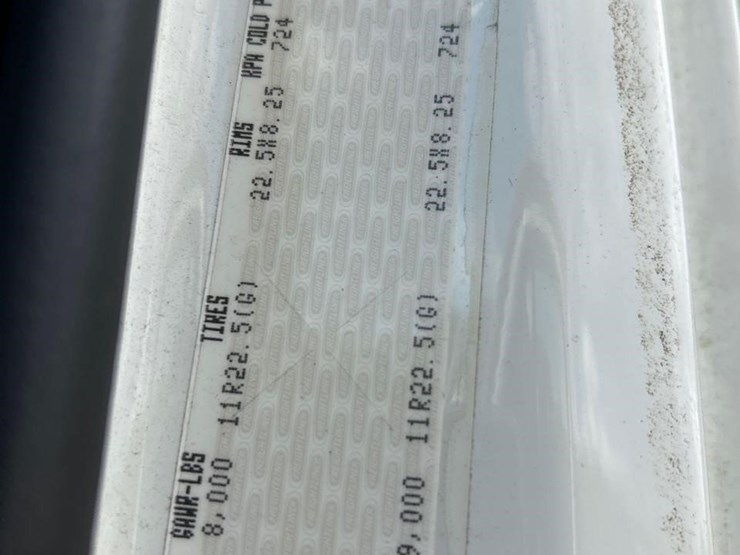 GAWR-LBS TIRES RIMS KPA COLD P
8,000 11R22.5(G) 22.5X8.25 724
9,000 11R22.5(G) 22.5X8.25 724